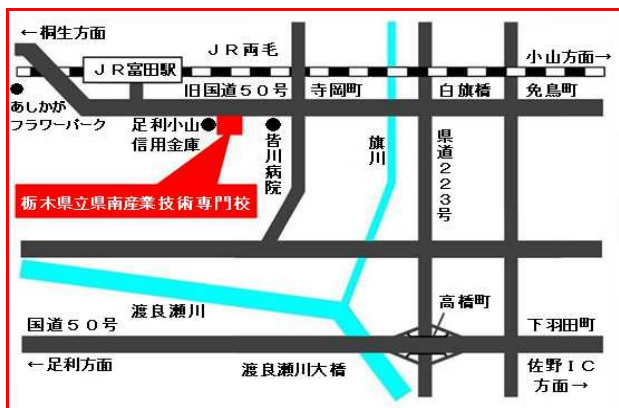 ←桐生方面
JR両毛
小山方面→
JR富田駅
旧国道50号
寺岡町
白旗橋
免鳥町
あしかが
フラワーパーク
足利小山
信用金庫
皆川病院
旗川
県道223号
栃木県立県南産業技術専門校
渡良瀬川
高橋町
国道50号
下羽田町
←足利方面
渡良瀬川大橋
佐野IC
方面→